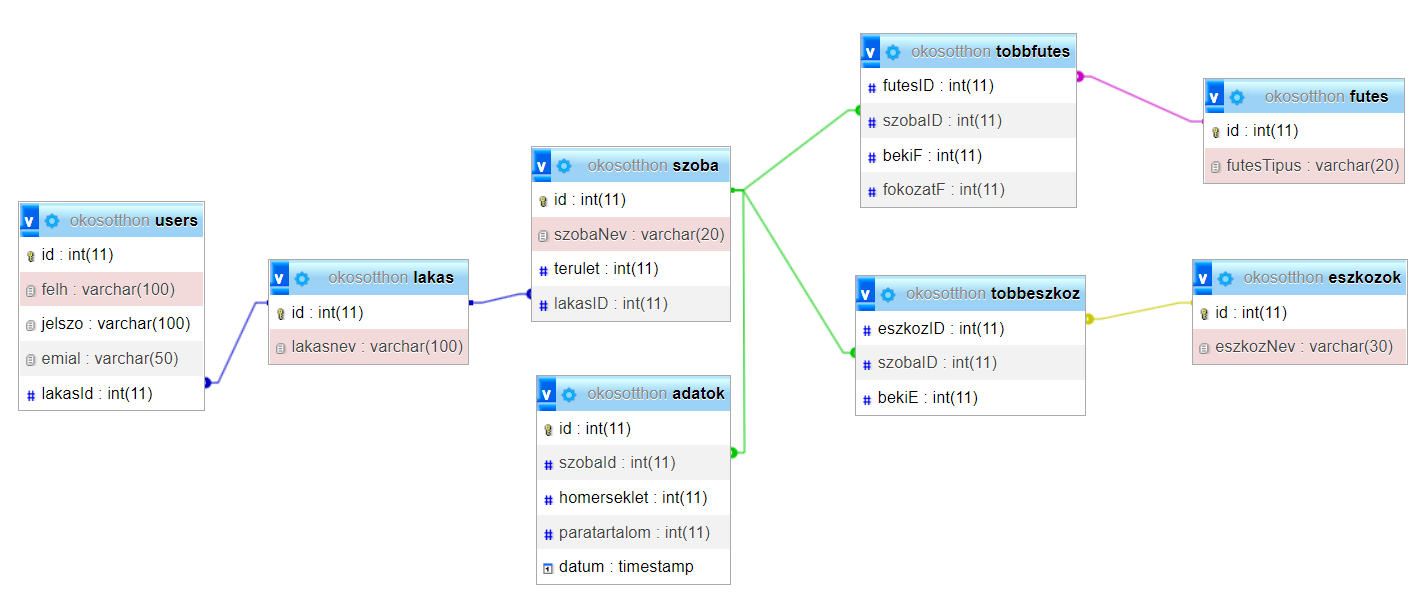 v okosotthon users
id : int(11)
felh : varchar(100)
jelszo : varchar(100)
emial : varchar(50)
# lakasId : int(11)
v okosotthon lakas
id : int(11)
lakasnev : varchar(100)
v okosotthon szoba
id : int(11)
szobaNev : varchar(20)
# terulet : int(11)
# lakasID : int(11)
v okosotthon adatok
id : int(11)
# szobaId : int(11)
# homerseklet : int(11)
# paratartalom : int(11)
datum : timestamp
v okosotthon tobbfutes
# futesID : int(11)
# szobaID : int(11)
# bekiF : int(11)
# fokozatF : int(11)
v okosotthon tobbeszkoz
# eszkozID : int(11)
# szobaID : int(11)
# bekiE : int(11)
v okosotthon futes
id : int(11)
futesTipus : varchar(20)
v okosotthon eszkozok
id : int(11)
eszkozNev : varchar(30)